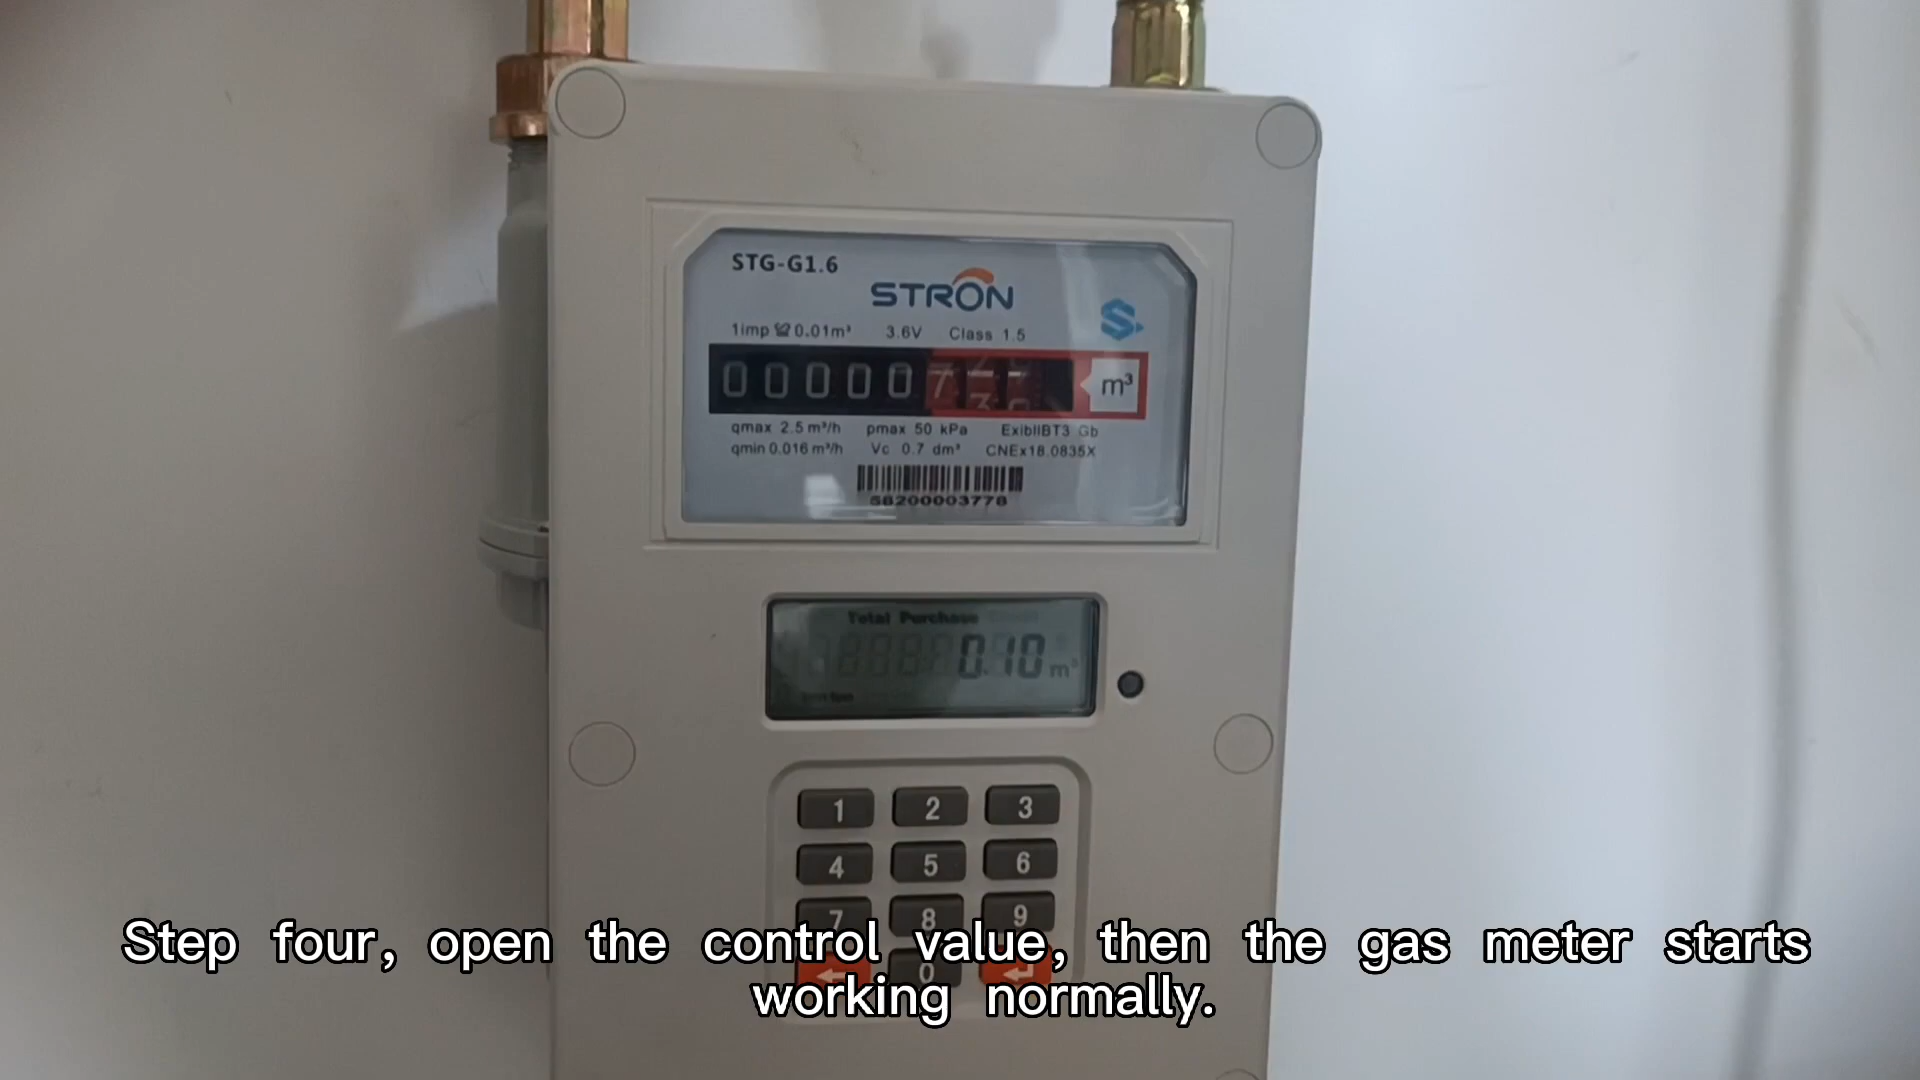 STG-G1.6
STRON
1imp ≙ 0.01m³ 3.6V Class 1.5
00000 7 m³
qmax 2.5 m³/h pmax 50 kPa ExibIIBT3 Gb
qmin 0.016 m³/h Vc 0.7 dm³ CNEx18.0835X
58200003778
Total Purchase
0.10 m³
1 2 3
4 5 6
7 8 9
0
Step four, open the control value, then the gas meter starts
working normally.